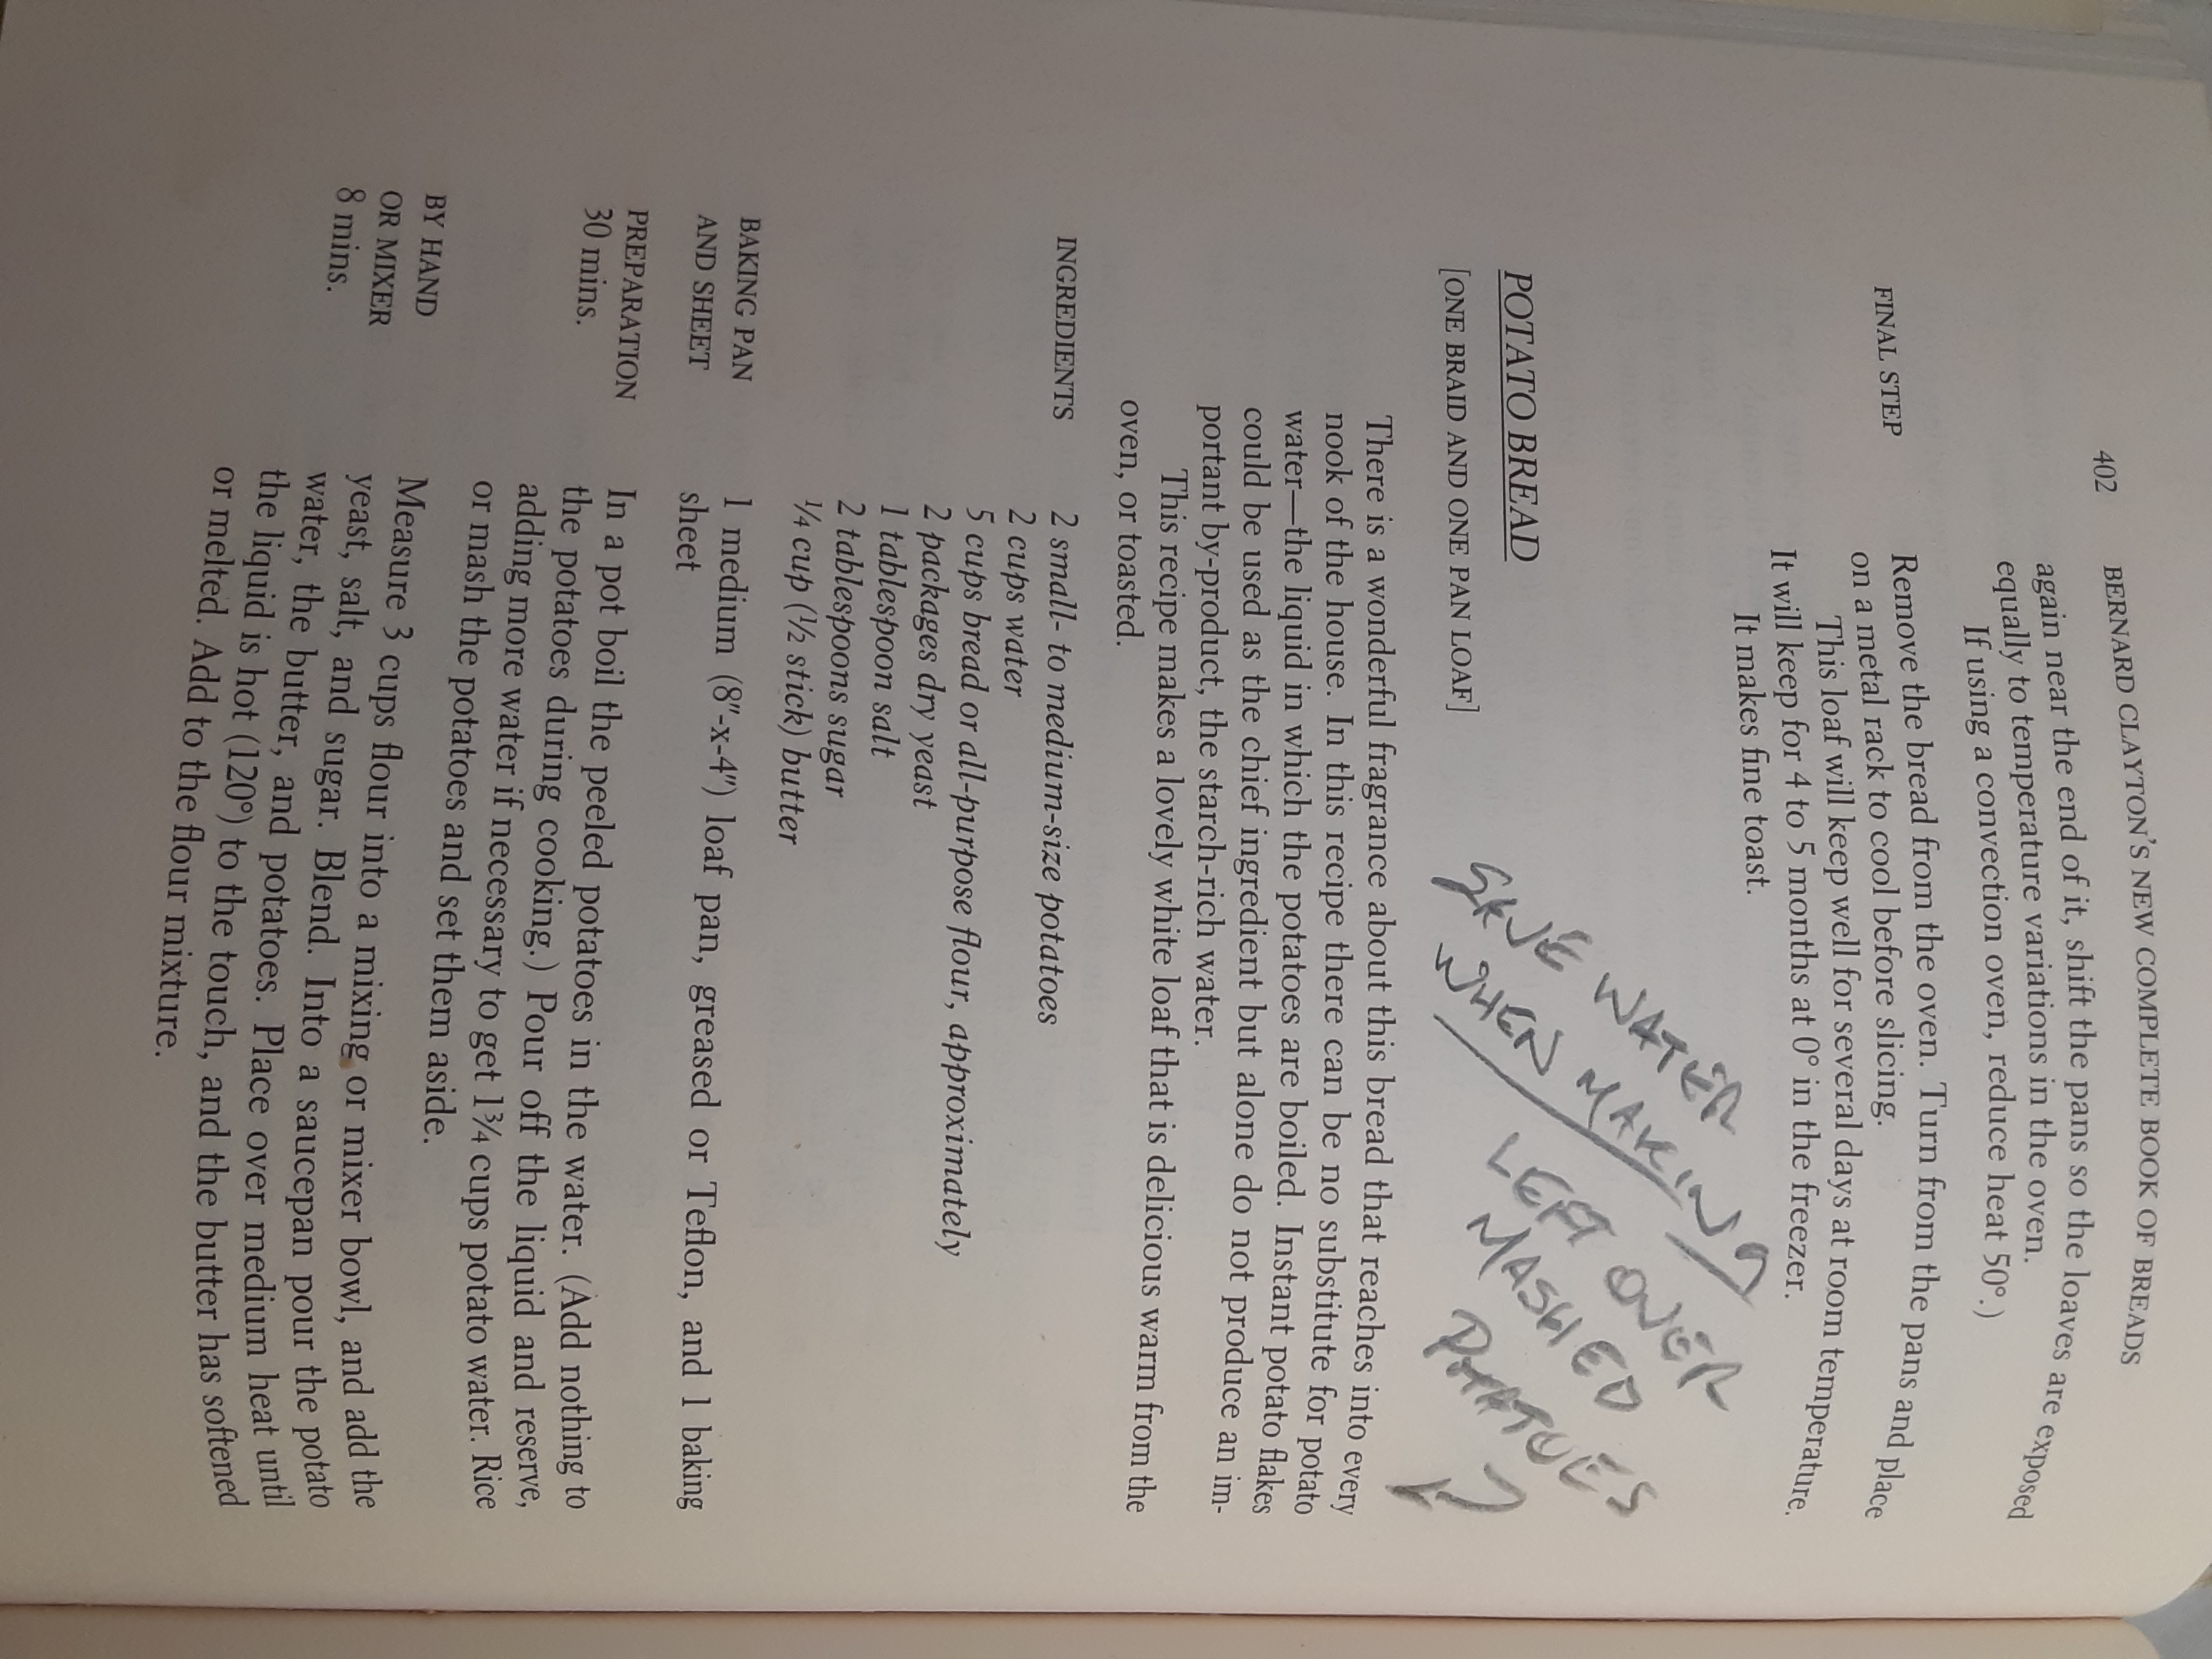 402 BERNARD CLAYTON'S NEW COMPLETE BOOK OF BREADS
again near the end of it, shift the pans so the loaves are exposed
equally to temperature variations in the oven.
If using a convection oven, reduce heat 50°.)
FINAL STEP Remove the bread from the oven. Turn from the pans and place
on a metal rack to cool before slicing.
This loaf will keep well for several days at room temperature.
It will keep for 4 to 5 months at 0° in the freezer.
It makes fine toast.
SAVE WATER
WHEN MAKING
LEFT OVER
MASHED
POTATOES
POTATO BREAD
[ONE BRAID AND ONE PAN LOAF]
There is a wonderful fragrance about this bread that reaches into every
nook of the house. In this recipe there can be no substitute for potato
water—the liquid in which the potatoes are boiled. Instant potato flakes
could be used as the chief ingredient but alone do not produce an im-
portant by-product, the starch-rich water.
This recipe makes a lovely white loaf that is delicious warm from the
oven, or toasted.
INGREDIENTS 2 small- to medium-size potatoes
2 cups water
5 cups bread or all-purpose flour, approximately
2 packages dry yeast
1 tablespoon salt
2 tablespoons sugar
¼ cup (½ stick) butter
BAKING PAN 1 medium (8"-x-4") loaf pan, greased or Teflon, and 1 baking
AND SHEET sheet
PREPARATION In a pot boil the peeled potatoes in the water. (Add nothing to
30 mins. the potatoes during cooking.) Pour off the liquid and reserve,
adding more water if necessary to get 1¾ cups potato water. Rice
or mash the potatoes and set them aside.
BY HAND Measure 3 cups flour into a mixing or mixer bowl, and add the
OR MIXER yeast, salt, and sugar. Blend. Into a saucepan pour the potato
8 mins. water, the butter, and potatoes. Place over medium heat until
the liquid is hot (120°) to the touch, and the butter has softened
or melted. Add to the flour mixture.